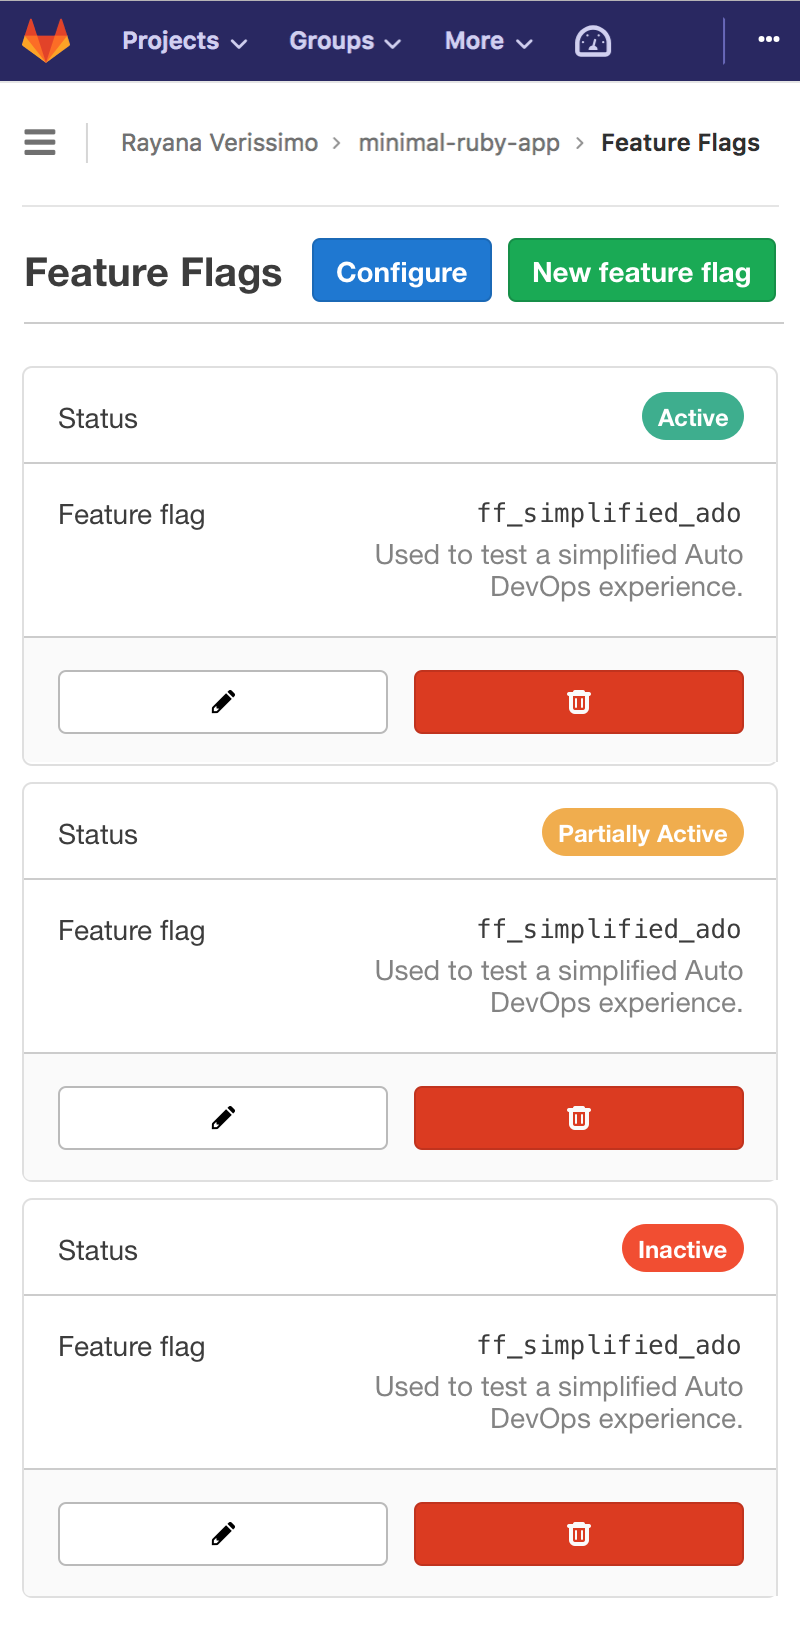 Projects Groups More
Rayana Verissimo > minimal-ruby-app > Feature Flags
Feature Flags Configure New feature flag
Status Active
Feature flag ff_simplified_ado
Used to test a simplified Auto
DevOps experience.
Status Partially Active
Feature flag ff_simplified_ado
Used to test a simplified Auto
DevOps experience.
Status Inactive
Feature flag ff_simplified_ado
Used to test a simplified Auto
DevOps experience.